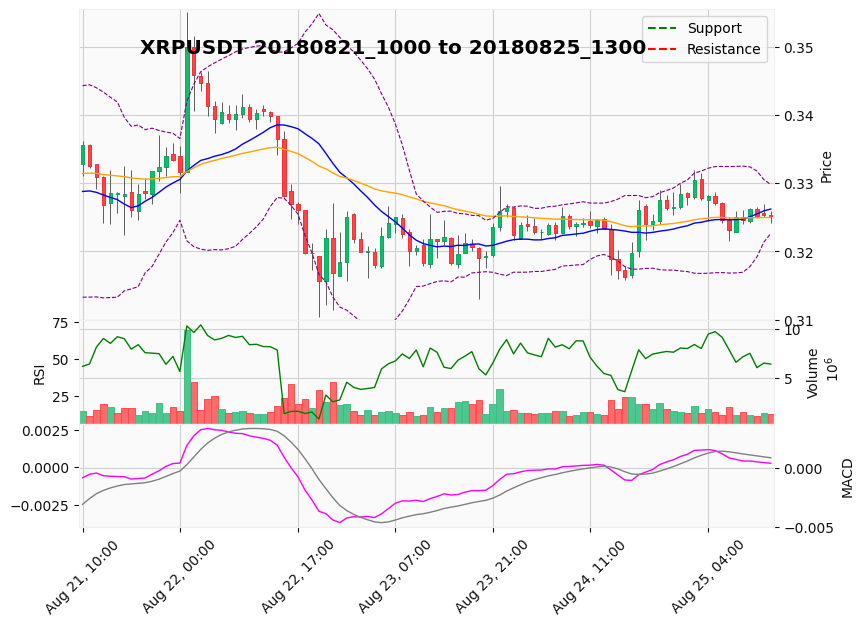 XRPUSDT 20180821_1000 to 20180825_1300
Support
Resistance
0.35
0.34
0.33
0.32
0.31
Price
75
50
25
RSI
10
5
Volume
10^6
0.0025
0.0000
−0.0025
0.000
−0.005
MACD
Aug 21, 10:00
Aug 22, 00:00
Aug 22, 17:00
Aug 23, 07:00
Aug 23, 21:00
Aug 24, 11:00
Aug 25, 04:00